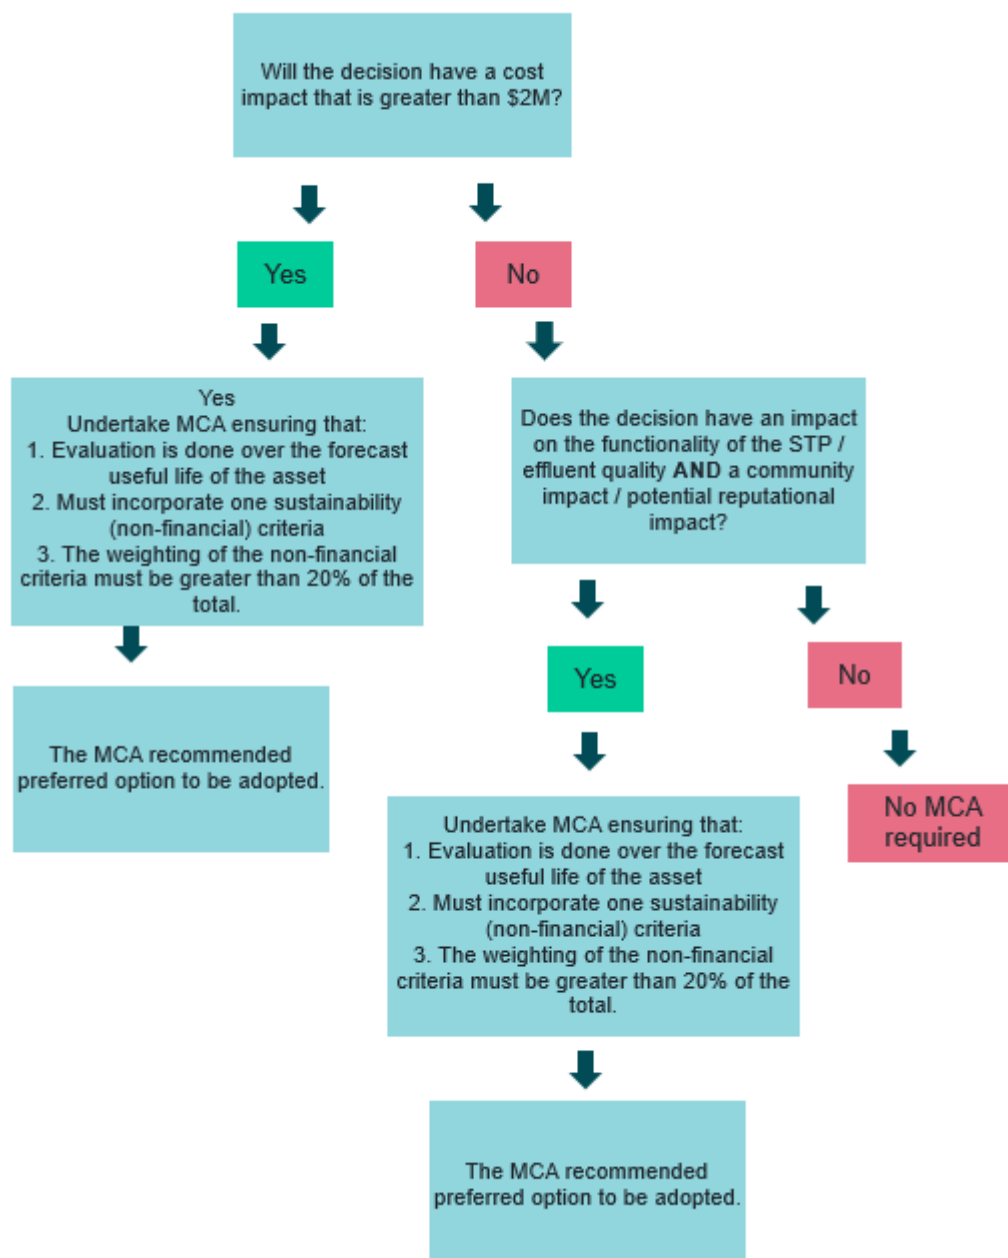 Will the decision have a cost
impact that is greater than $2M?
Yes
No
Yes
Undertake MCA ensuring that:
1. Evaluation is done over the forecast
useful life of the asset
2. Must incorporate one sustainability
(non-financial) criteria
3. The weighting of the non-financial
criteria must be greater than 20% of the
total.
Does the decision have an impact
on the functionality of the STP /
effluent quality AND a community
impact / potential reputational
impact?
The MCA recommended
preferred option to be adopted.
Yes
No
Undertake MCA ensuring that:
1. Evaluation is done over the forecast
useful life of the asset
2. Must incorporate one sustainability
(non-financial) criteria
3. The weighting of the non-financial
criteria must be greater than 20% of the
total.
No MCA
required
The MCA recommended
preferred option to be adopted.